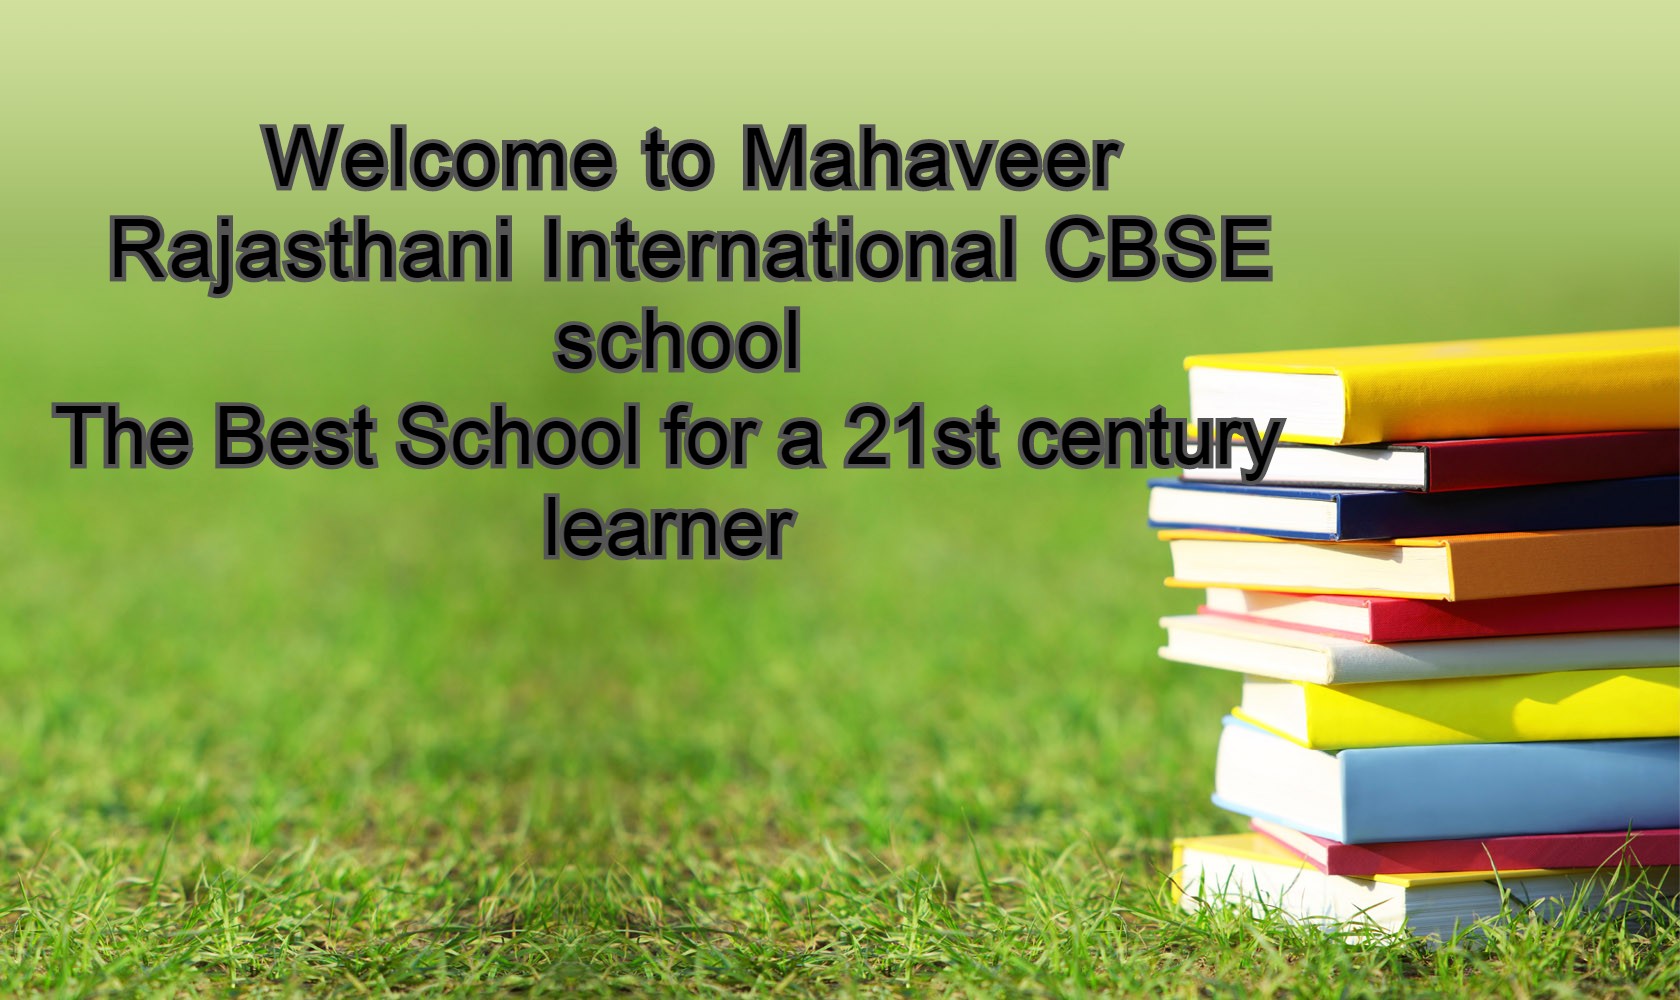 Welcome to Mahaveer
Rajasthani International CBSE
school
The Best School for a 21st century
learner